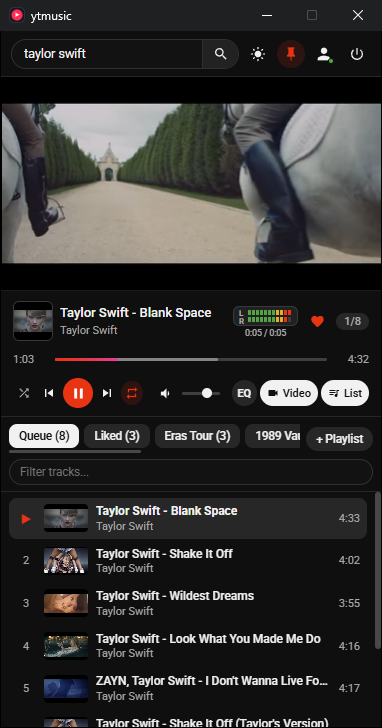 ytmusic
taylor swift
Taylor Swift - Blank Space
Taylor Swift
L
R
0:05 / 0:05
1/8
1:03
4:32
EQ
Video
List
Queue (8)
Liked (3)
Eras Tour (3)
1989 Vau
+ Playlist
Filter tracks...
Taylor Swift - Blank Space
Taylor Swift
4:33
2
Taylor Swift - Shake It Off
Taylor Swift
4:02
3
Taylor Swift - Wildest Dreams
Taylor Swift
3:55
4
Taylor Swift - Look What You Made Me Do
Taylor Swift
4:16
5
ZAYN, Taylor Swift - I Don't Wanna Live Fo...
Taylor Swift
4:17
Taylor Swift - Shake It Off (Taylor's Version)